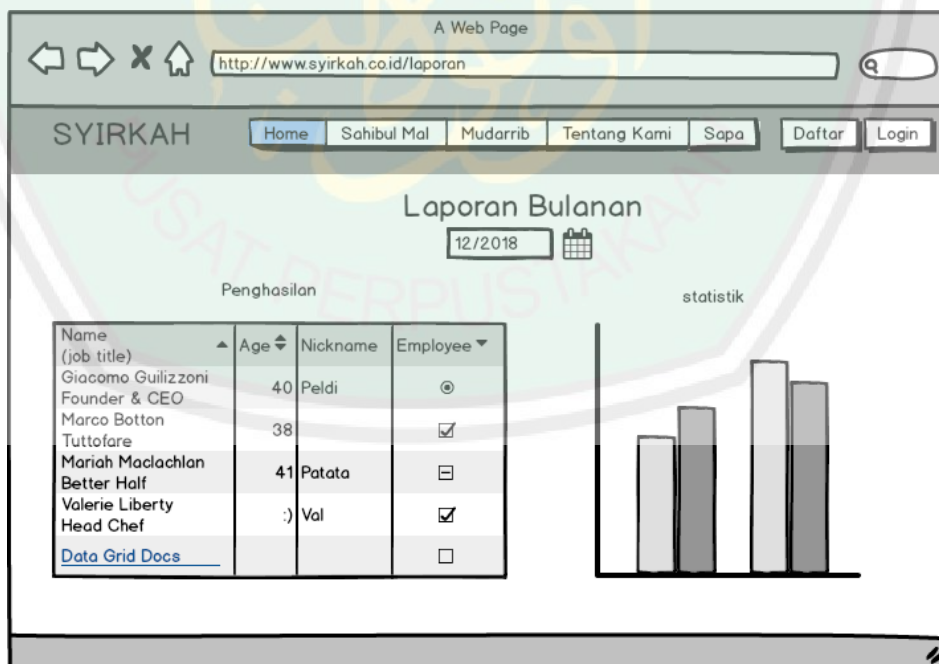 A Web Page
http://www.syirkah.co.id/laporan
SYIRKAH Home Sahibul Mal Mudarrib Tentang Kami Sapa Daftar Login
Laporan Bulanan
12/2018
Penghasilan
statistik
Name
(job title)
Age Nickname Employee
Giacomo Guilizzoni
Founder & CEO
40 Peldi
Marco Botton
Tuttofare
38
Mariah Maclachlan
Better Half
41 Patata
Valerie Liberty
Head Chef
:) Val
Data Grid Docs
PUSAT PERPUSTAKAAN